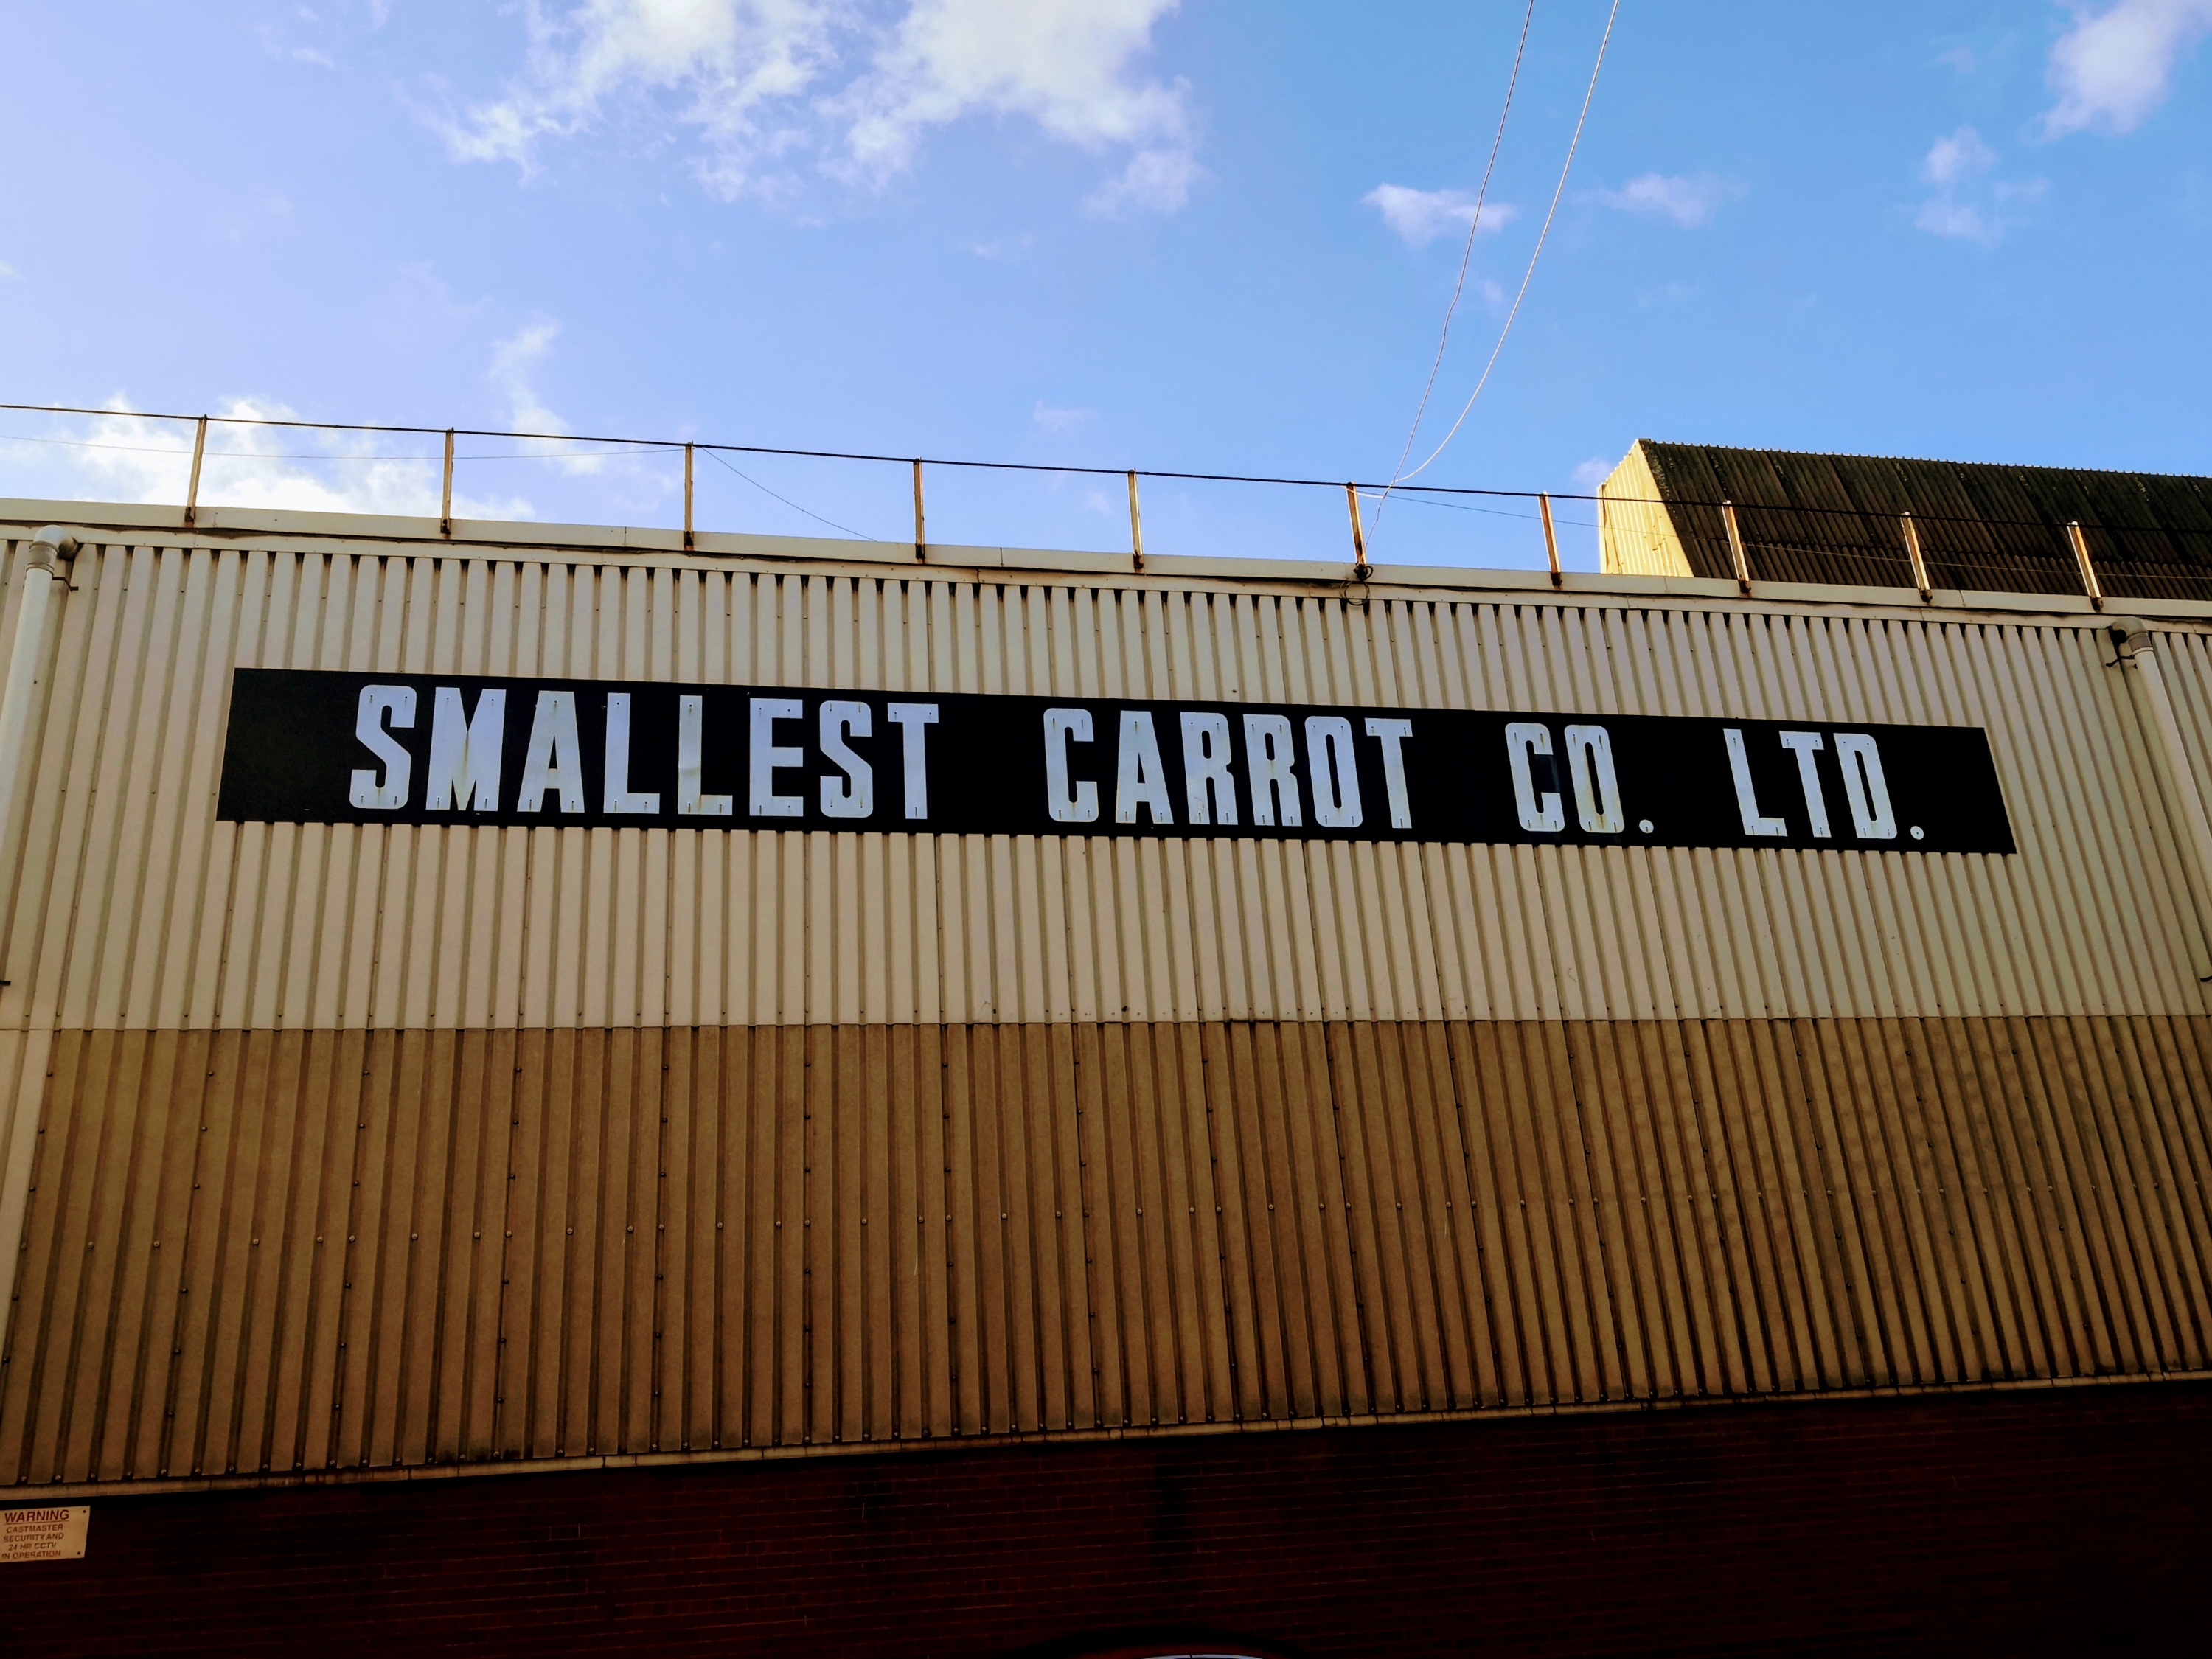 SMALLEST CARROT CO. LTD.
WARNING
CASTMASTER
SECURITY AND
24 HR CCTV
IN OPERATION